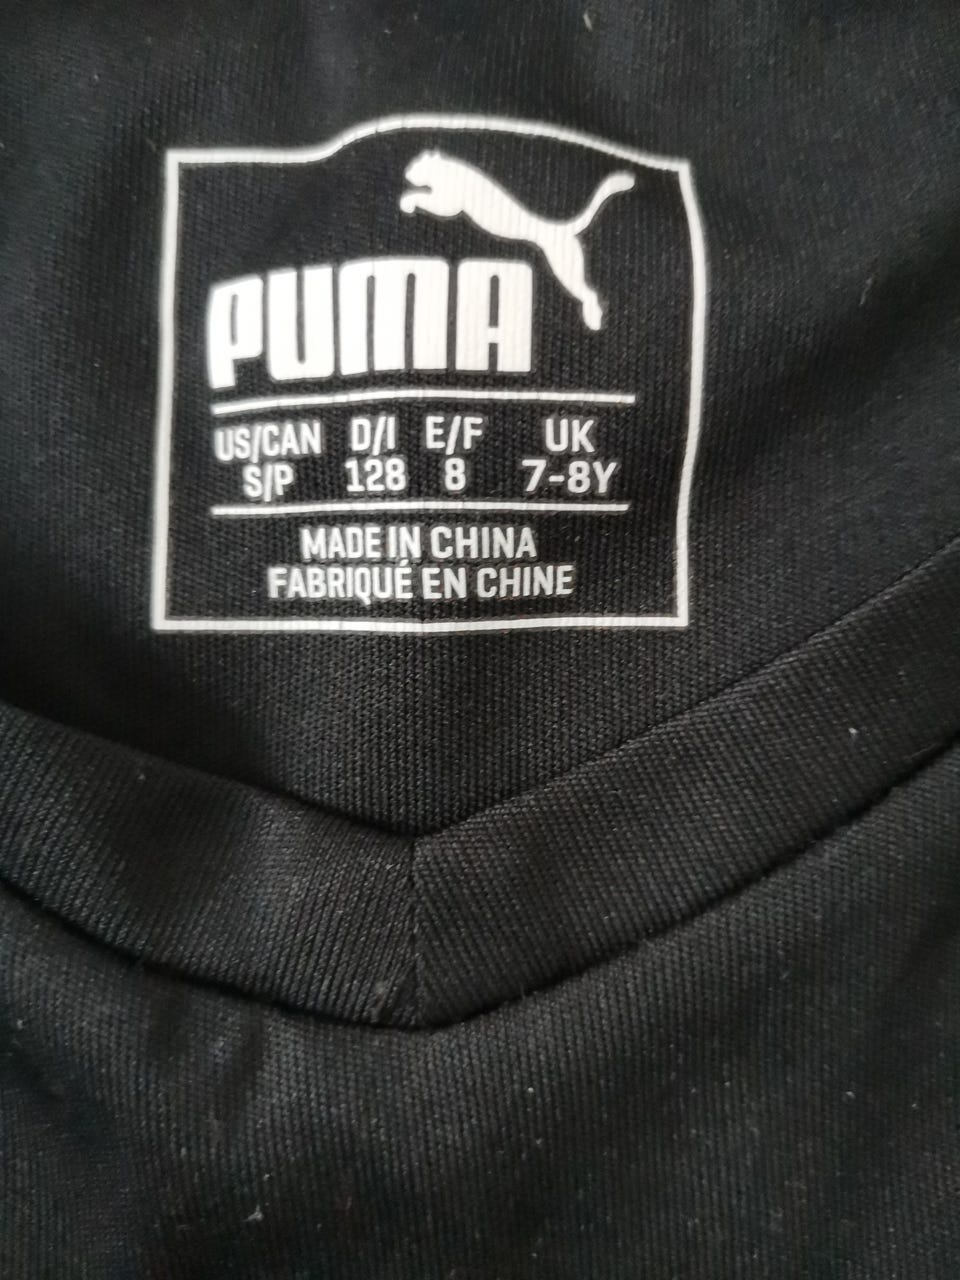 PUMA
US/CAN D/I E/F UK
S/P 128 8 7-8Y
MADE IN CHINA
FABRIQUÉ EN CHINE